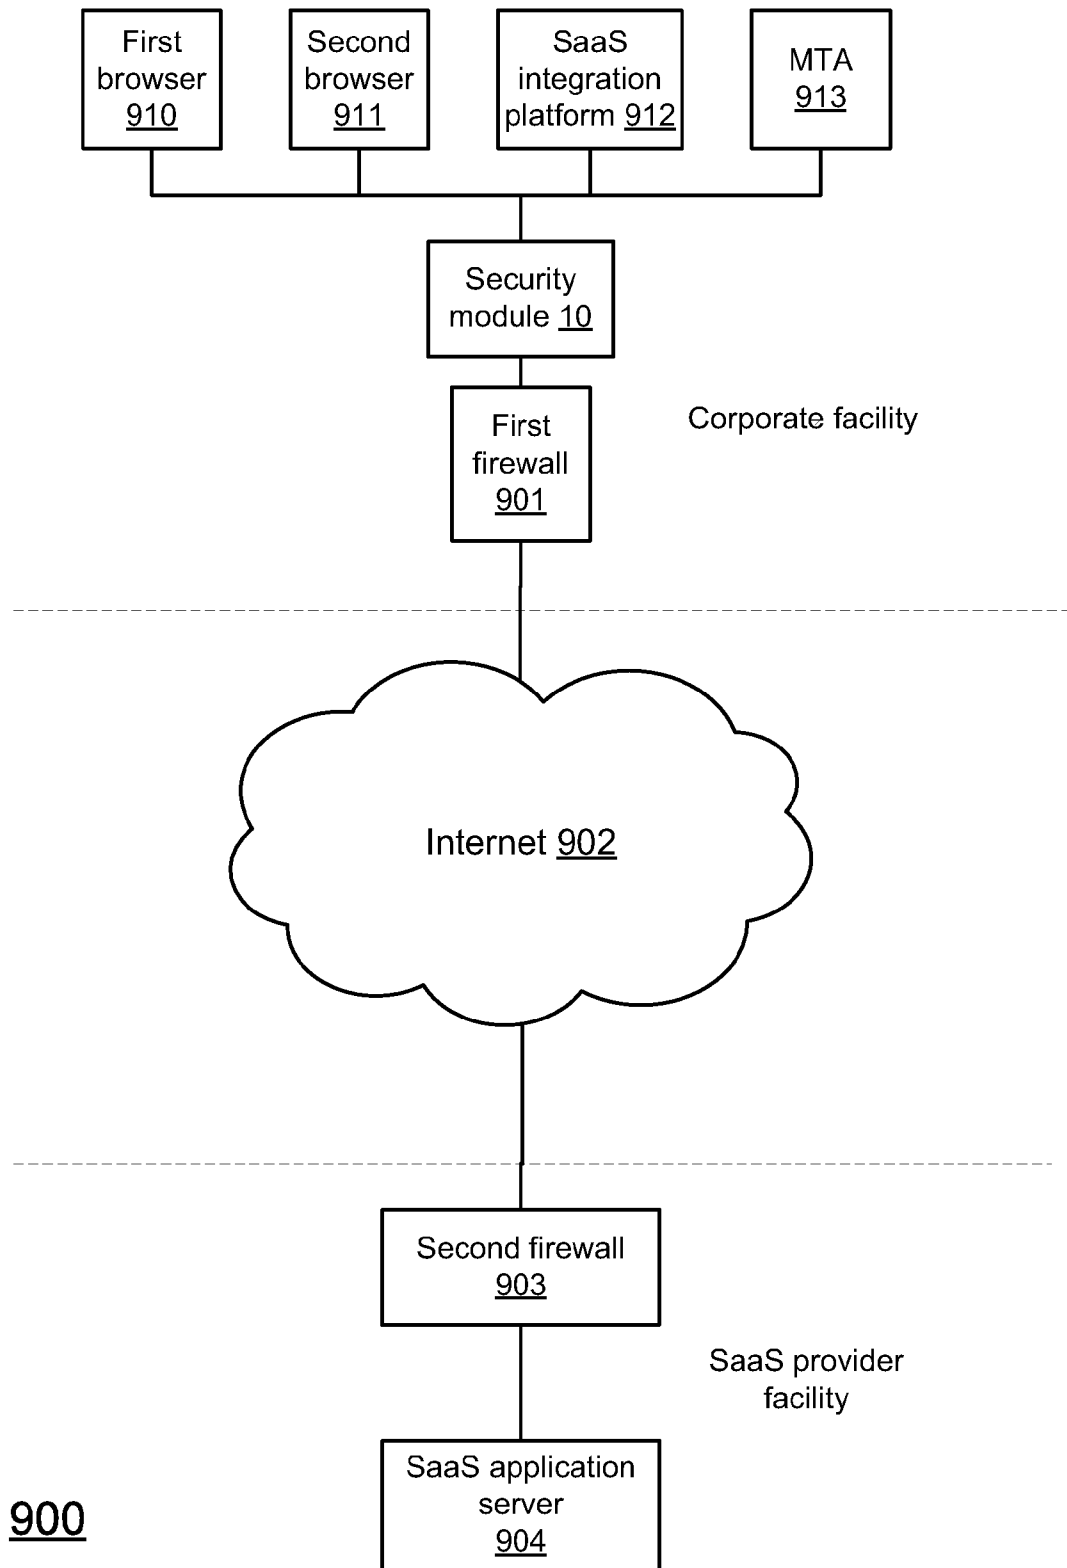 First
browser
910
Second
browser
911
SaaS
integration
platform 912
MTA
913
Security
module 10
First
firewall
901
Corporate facility
Internet 902
Second firewall
903
SaaS provider
facility
SaaS application
server
904
900